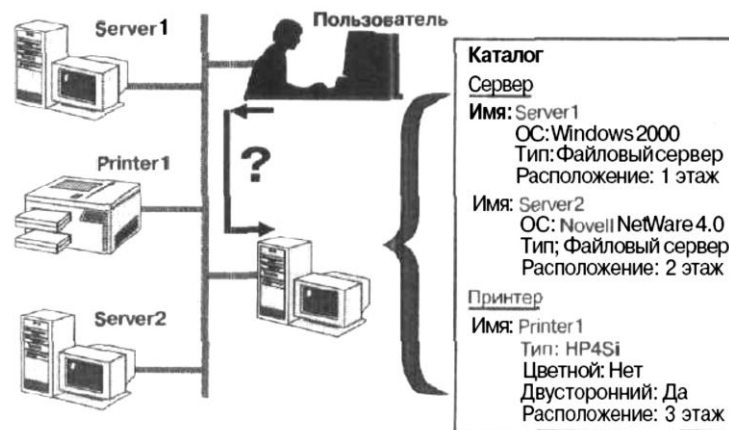 Server1
Пользователь
Printer1
?
Server2
Каталог
Сервер
Имя: Server1
ОС: Windows 2000
Тип: Файловый сервер
Расположение: 1 этаж
Имя: Server2
ОС: Novell NetWare 4.0
Тип; Файловый сервер
Расположение: 2 этаж
Принтер
Имя: Printer1
Тип: HP4Si
Цветной: Нет
Двусторонний: Да
Расположение: 3 этаж